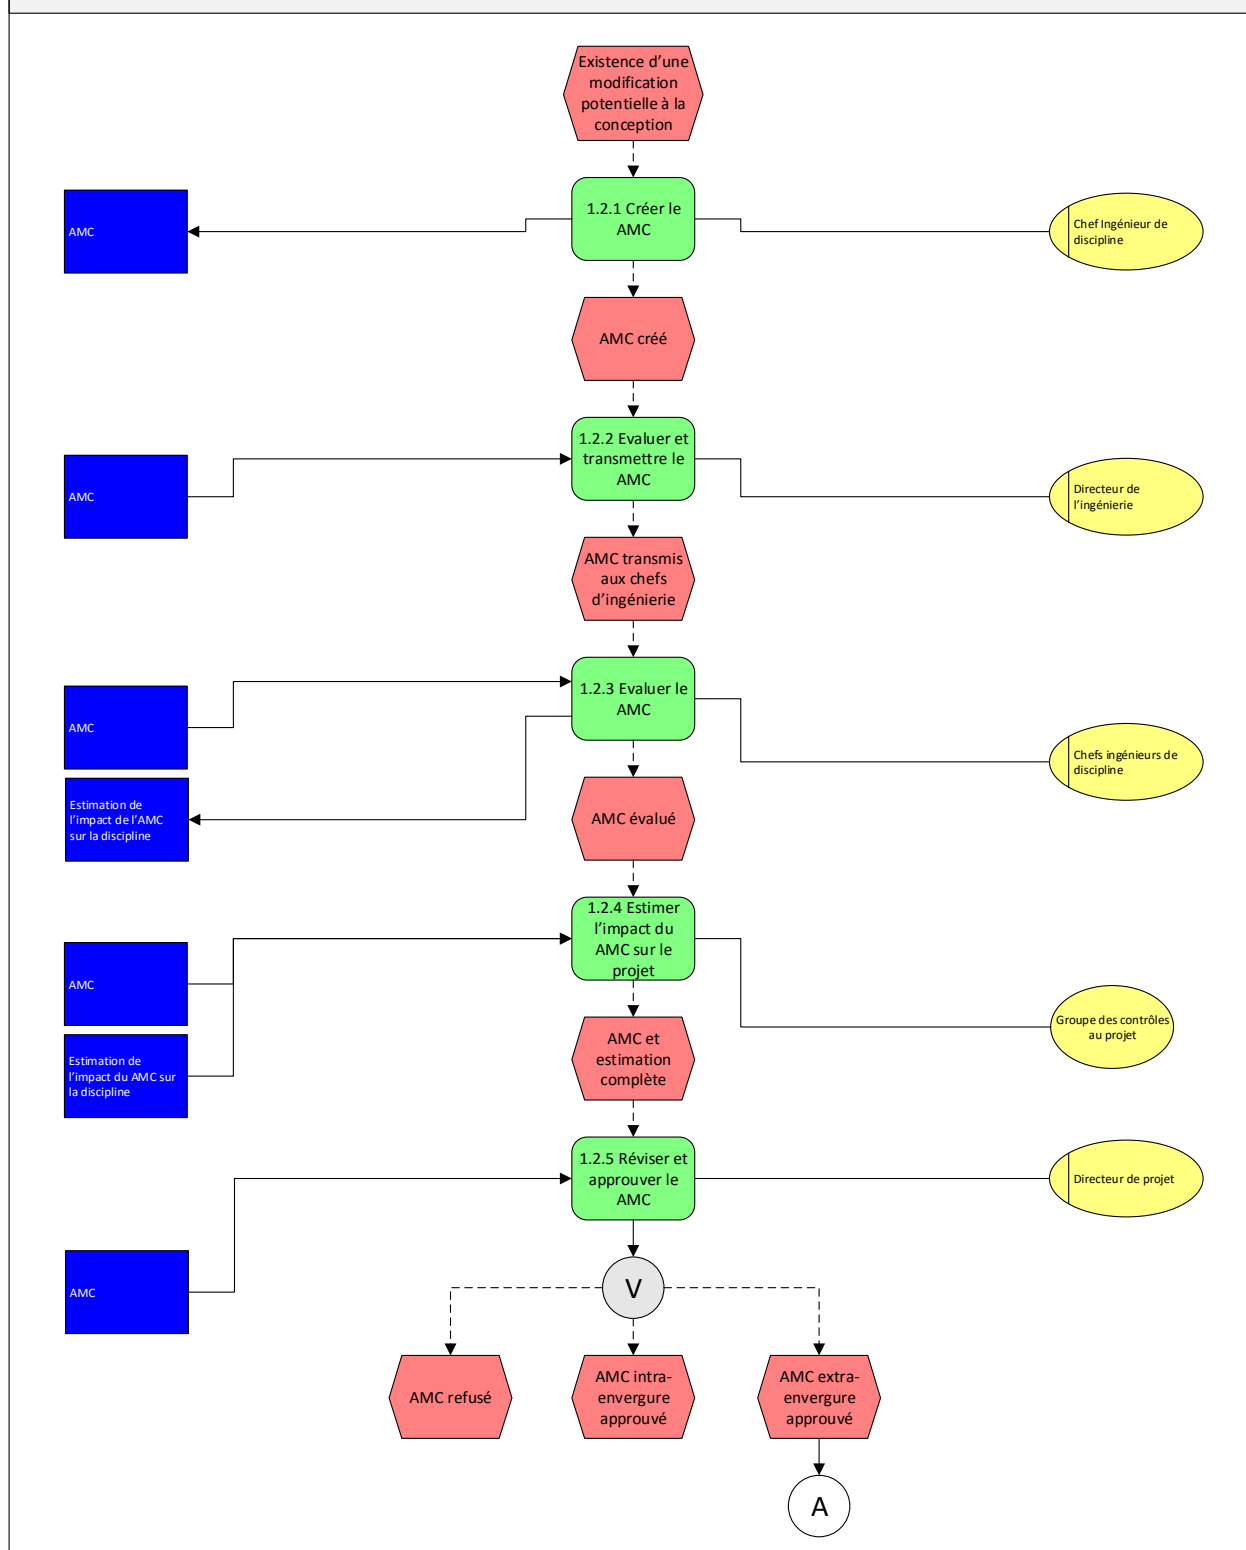 Existence d'une
modification
potentielle à la
conception
1.2.1 Créer le
AMC
AMC
Chef Ingénieur de
discipline
AMC créé
1.2.2 Evaluer et
transmettre le
AMC
AMC
Directeur de
l'ingénierie
AMC transmis
aux chefs
d'ingénierie
1.2.3 Evaluer le
AMC
AMC
Chefs ingénieurs de
discipline
Estimation de
l'impact de l'AMC
sur la discipline
AMC évalué
1.2.4 Estimer
l'impact du
AMC sur le
projet
AMC
Groupe des contrôles
au projet
Estimation de
l'impact du AMC sur
la discipline
AMC et
estimation
complète
1.2.5 Réviser et
approuver le
AMC
Directeur de projet
AMC
V
AMC refusé
AMC intra-
envergure
approuvé
AMC extra-
envergure
approuvé
A